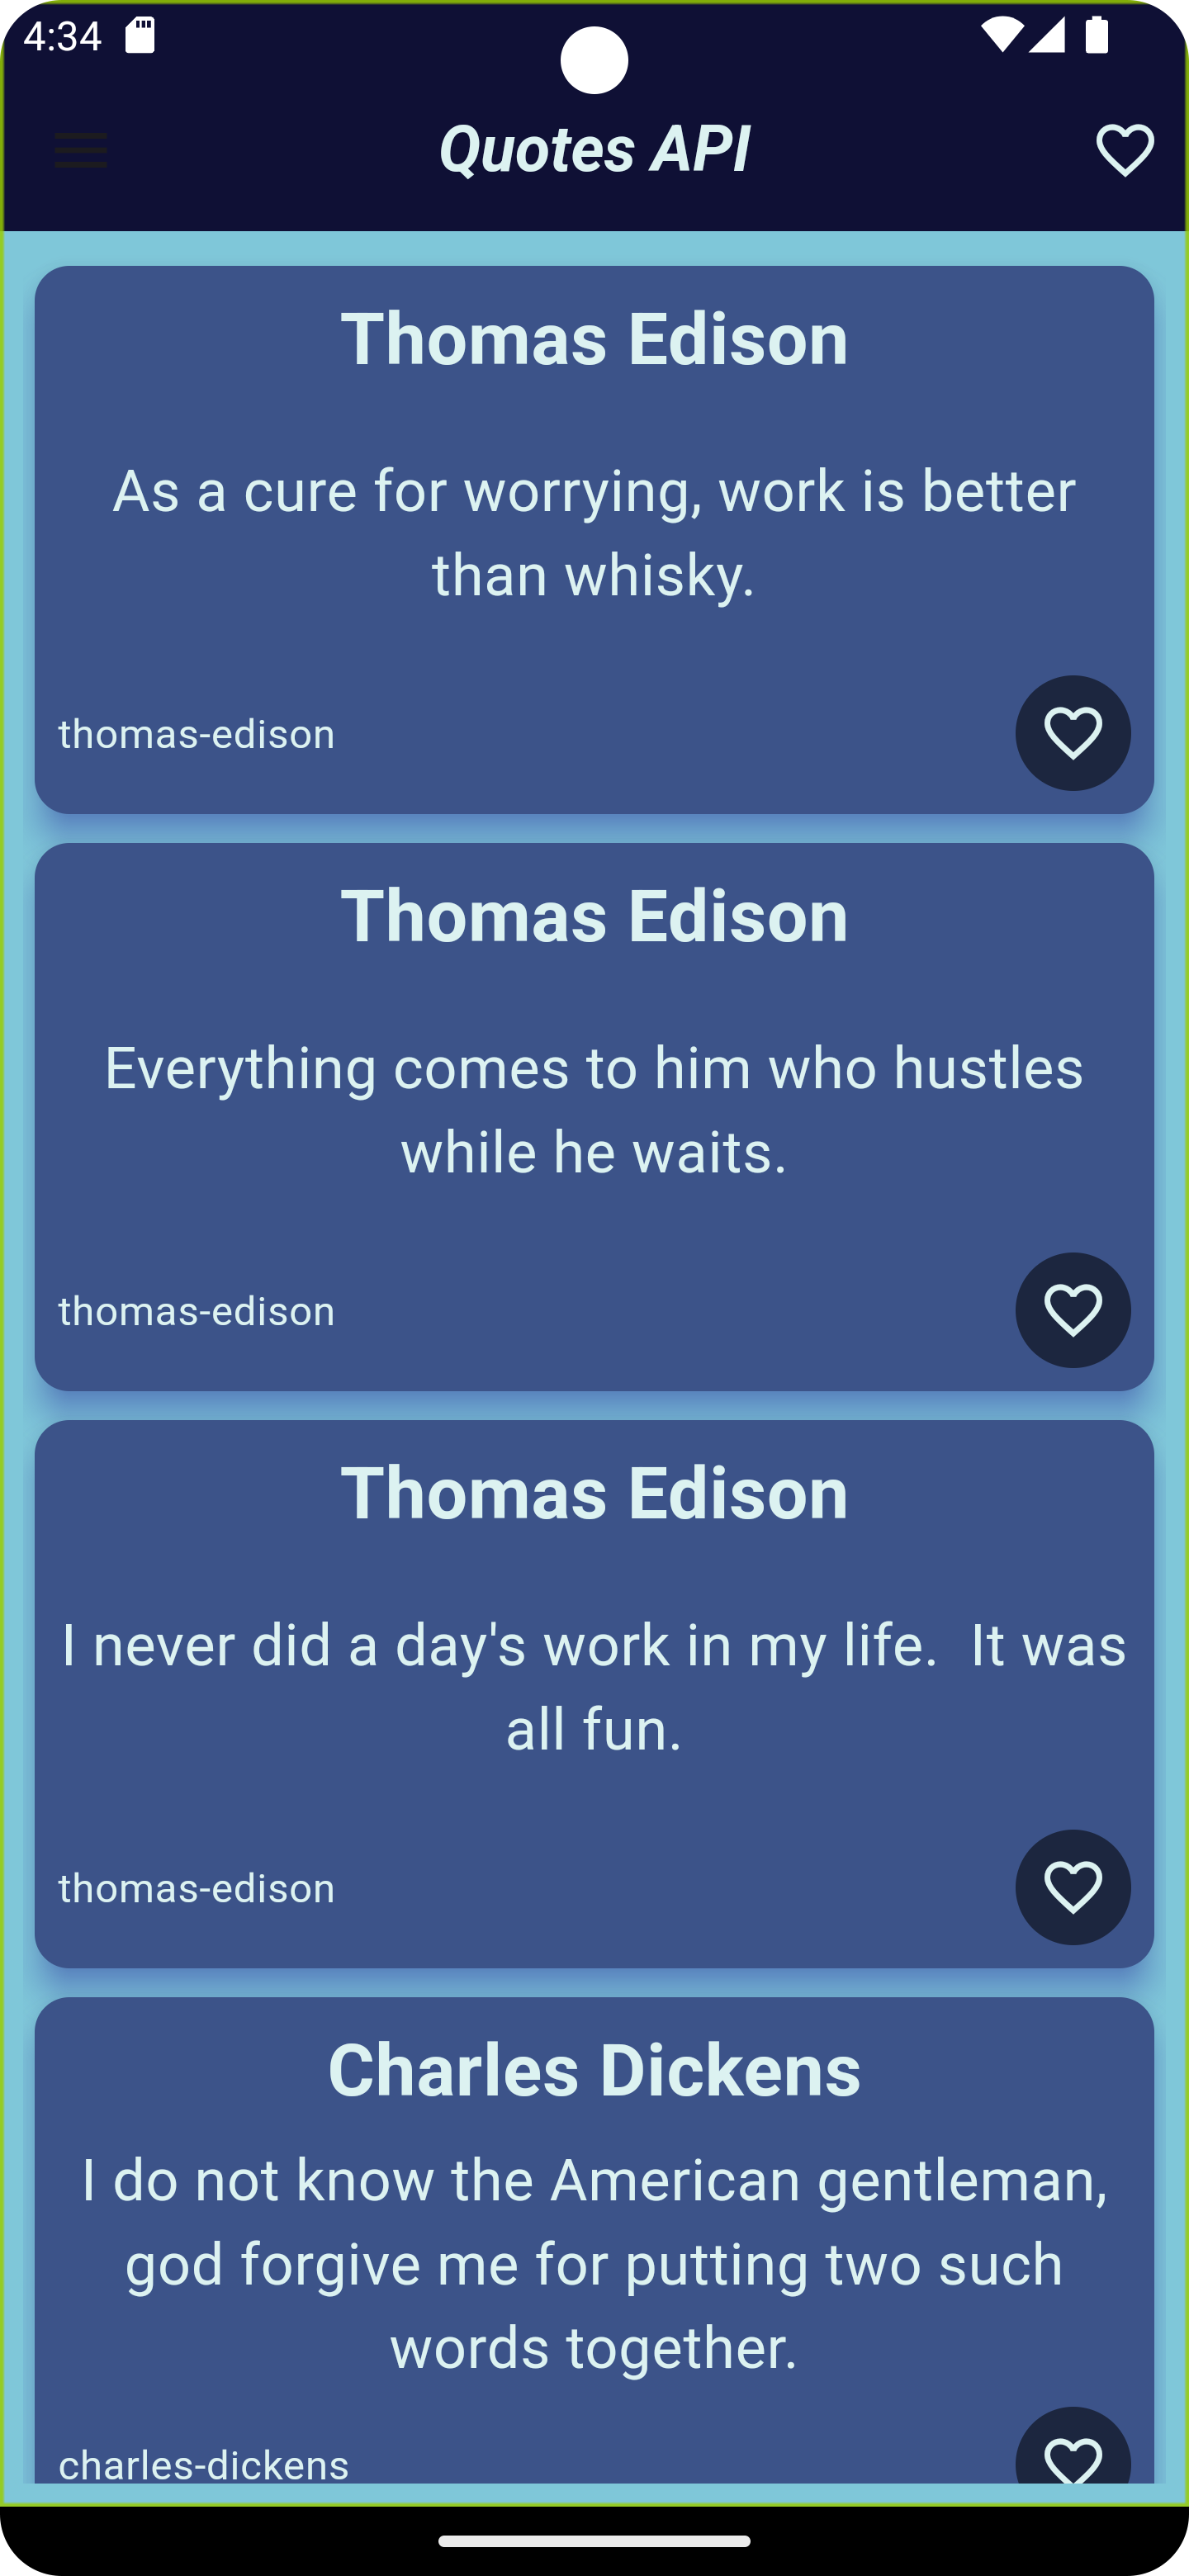 4:34
Quotes API
Thomas Edison
As a cure for worrying, work is better
than whisky.
thomas-edison
Thomas Edison
Everything comes to him who hustles
while he waits.
thomas-edison
Thomas Edison
I never did a day's work in my life.  It was
all fun.
thomas-edison
Charles Dickens
I do not know the American gentleman,
god forgive me for putting two such
words together.
charles-dickens